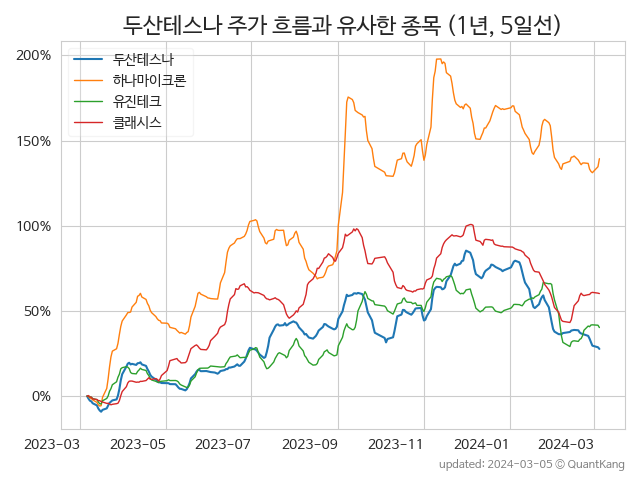 두산테스나 주가 흐름과 유사한 종목 (1년, 5일선)
두산테스나
하나마이크론
유진테크
클래시스
200%
150%
100%
50%
0%
2023-03 2023-05 2023-07 2023-09 2023-11 2024-01 2024-03
updated: 2024-03-05 © QuantKang